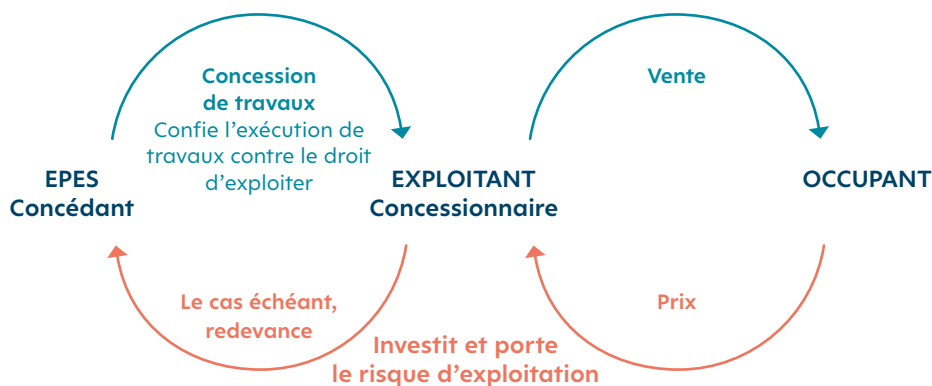 Concession
de travaux
Confie l’exécution de
travaux contre le droit
d’exploiter
Vente
EPES
Concédant
EXPLOITANT
Concessionnaire
OCCUPANT
Le cas échéant,
redevance
Prix
Investit et porte
le risque d’exploitation